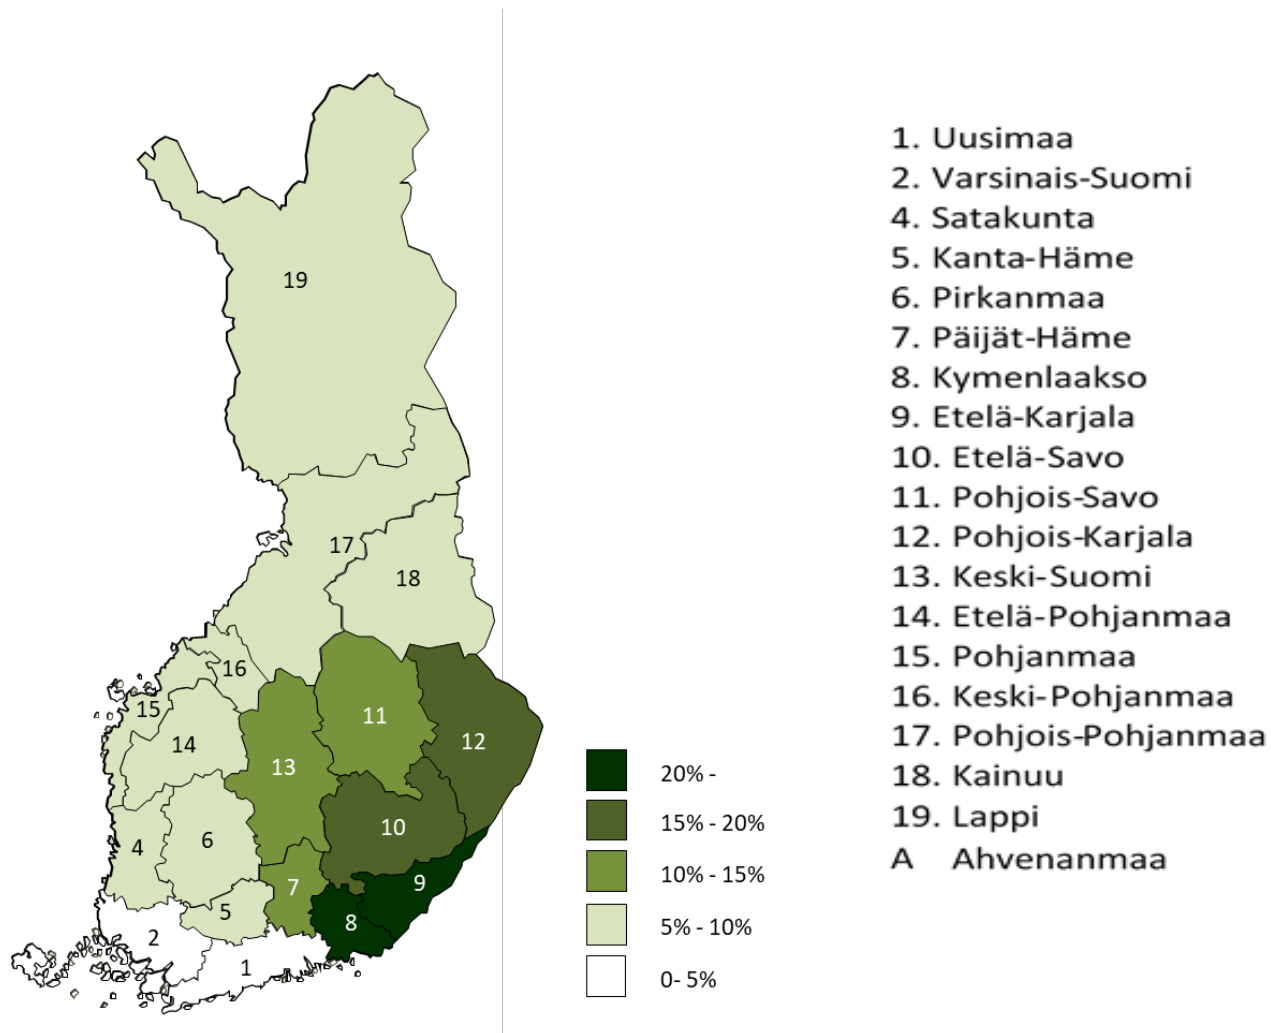 19
17
18
16
15
14
13
11
12
10
4
6
7
9
5
8
2
1
20% -
15% - 20%
10% - 15%
5% - 10%
0- 5%
1. Uusimaa
2. Varsinais-Suomi
4. Satakunta
5. Kanta-Häme
6. Pirkanmaa
7. Päijät-Häme
8. Kymenlaakso
9. Etelä-Karjala
10. Etelä-Savo
11. Pohjois-Savo
12. Pohjois-Karjala
13. Keski-Suomi
14. Etelä-Pohjanmaa
15. Pohjanmaa
16. Keski-Pohjanmaa
17. Pohjois-Pohjanmaa
18. Kainuu
19. Lappi
A Ahvenanmaa